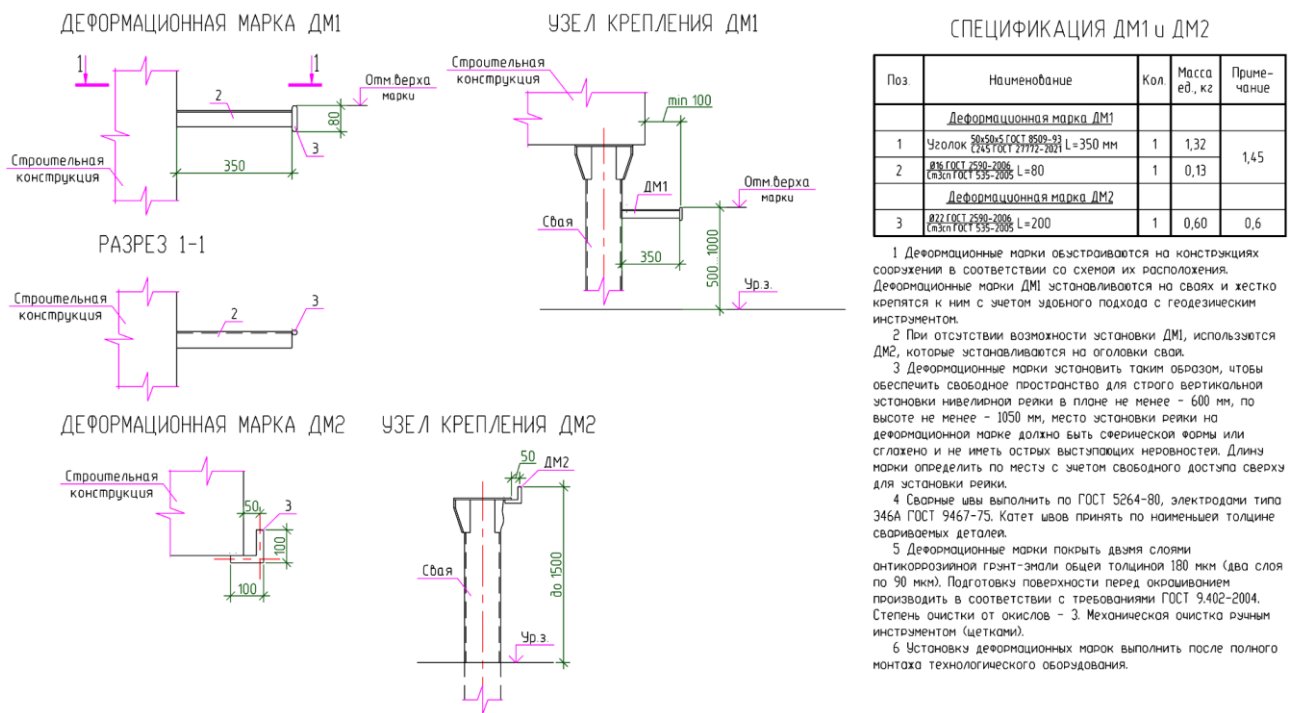 ДЕФОРМАЦИОННАЯ МАРКА ДМ1
1
1
Отм.верха
марки
2
80
3
350
Строительная
конструкция
РАЗРЕЗ 1-1
Строительная
конструкция
2
3
УЗЕЛ КРЕПЛЕНИЯ ДМ1
Строительная
конструкция
min 100
ДМ1
Отм.верха
марки
Свая
350
500...1000
Ур.з.
ДЕФОРМАЦИОННАЯ МАРКА ДМ2
Строительная
конструкция
50
3
100
100
УЗЕЛ КРЕПЛЕНИЯ ДМ2
50
ДМ2
Свая
до 1500
Ур.з.
СПЕЦИФИКАЦИЯ ДМ1 и ДМ2
Поз. Наименование Кол. Масса ед., кг Приме-чание
Деформационная марка ДМ1
1 Уголок 50х50х5 ГОСТ 8509-93 / С245 ГОСТ 27772-2021 L=350 мм 1 1,32 1,45
2 Ø16 ГОСТ 2590-2006 / Ст3сп ГОСТ 535-2005 L=80 1 0,13
Деформационная марка ДМ2
3 Ø22 ГОСТ 2590-2006 / Ст3сп ГОСТ 535-2005 L=200 1 0,60 0,6
1 Деформационные марки обустраиваются на конструкциях
сооружений в соответствии со схемой их расположения.
Деформационные марки ДМ1 устанавливаются на сваях и жестко
крепятся к ним с учетом удобного подхода с геодезическим
инструментом.
2 При отсутствии возможности установки ДМ1, используются
ДМ2, которые устанавливаются на оголовки свай.
3 Деформационные марки установить таким образом, чтобы
обеспечить свободное пространство для строго вертикальной
установки нивелирной рейки в плане не менее - 600 мм, по
высоте не менее - 1050 мм, место установки рейки на
деформационной марке должно быть сферической формы или
сглажено и не иметь острых выступающих неровностей. Длину
марки определить по месту с учетом свободного доступа сверху
для установки рейки.
4 Сварные швы выполнить по ГОСТ 5264-80, электродами типа
Э46А ГОСТ 9467-75. Катет швов принять по наименьшей толщине
свариваемых деталей.
5 Деформационные марки покрыть двумя слоями
антикоррозийной грунт-эмали общей толщиной 180 мкм (два слоя
по 90 мкм). Подготовку поверхности перед окрашиванием
производить в соответствии с требованиями ГОСТ 9.402-2004.
Степень очистки от окислов - 3. Механическая очистка ручным
инструментом (щетками).
6 Установку деформационных марок выполнить после полного
монтажа технологического оборудования.